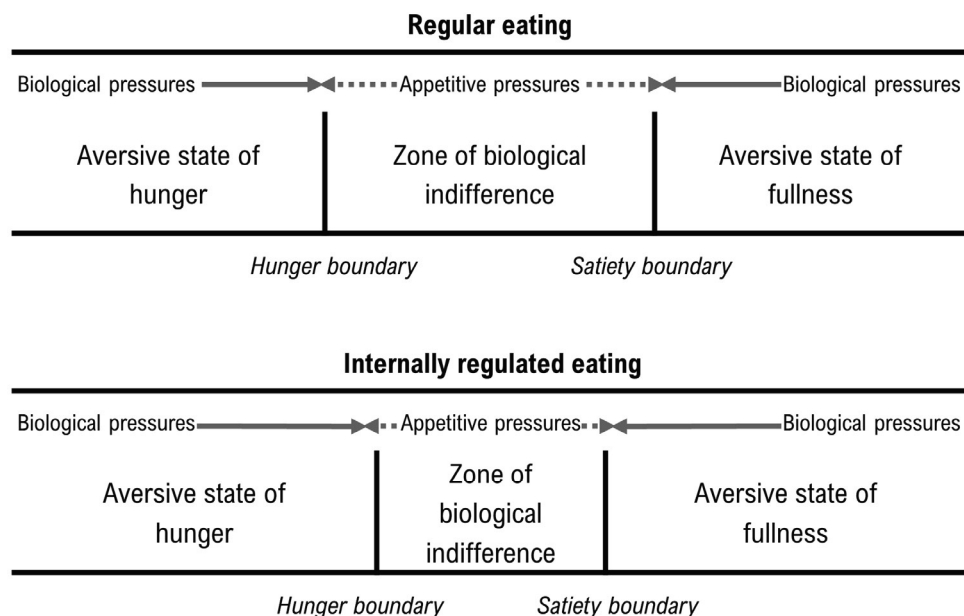 Regular eating
Biological pressures Appetitive pressures Biological pressures
Aversive state of Zone of biological Aversive state of
hunger indifference fullness
Hunger boundary Satiety boundary
Internally regulated eating
Biological pressures Appetitive pressures Biological pressures
Aversive state of
hunger
Zone of
biological
indifference
Aversive state of
fullness
Hunger boundary Satiety boundary